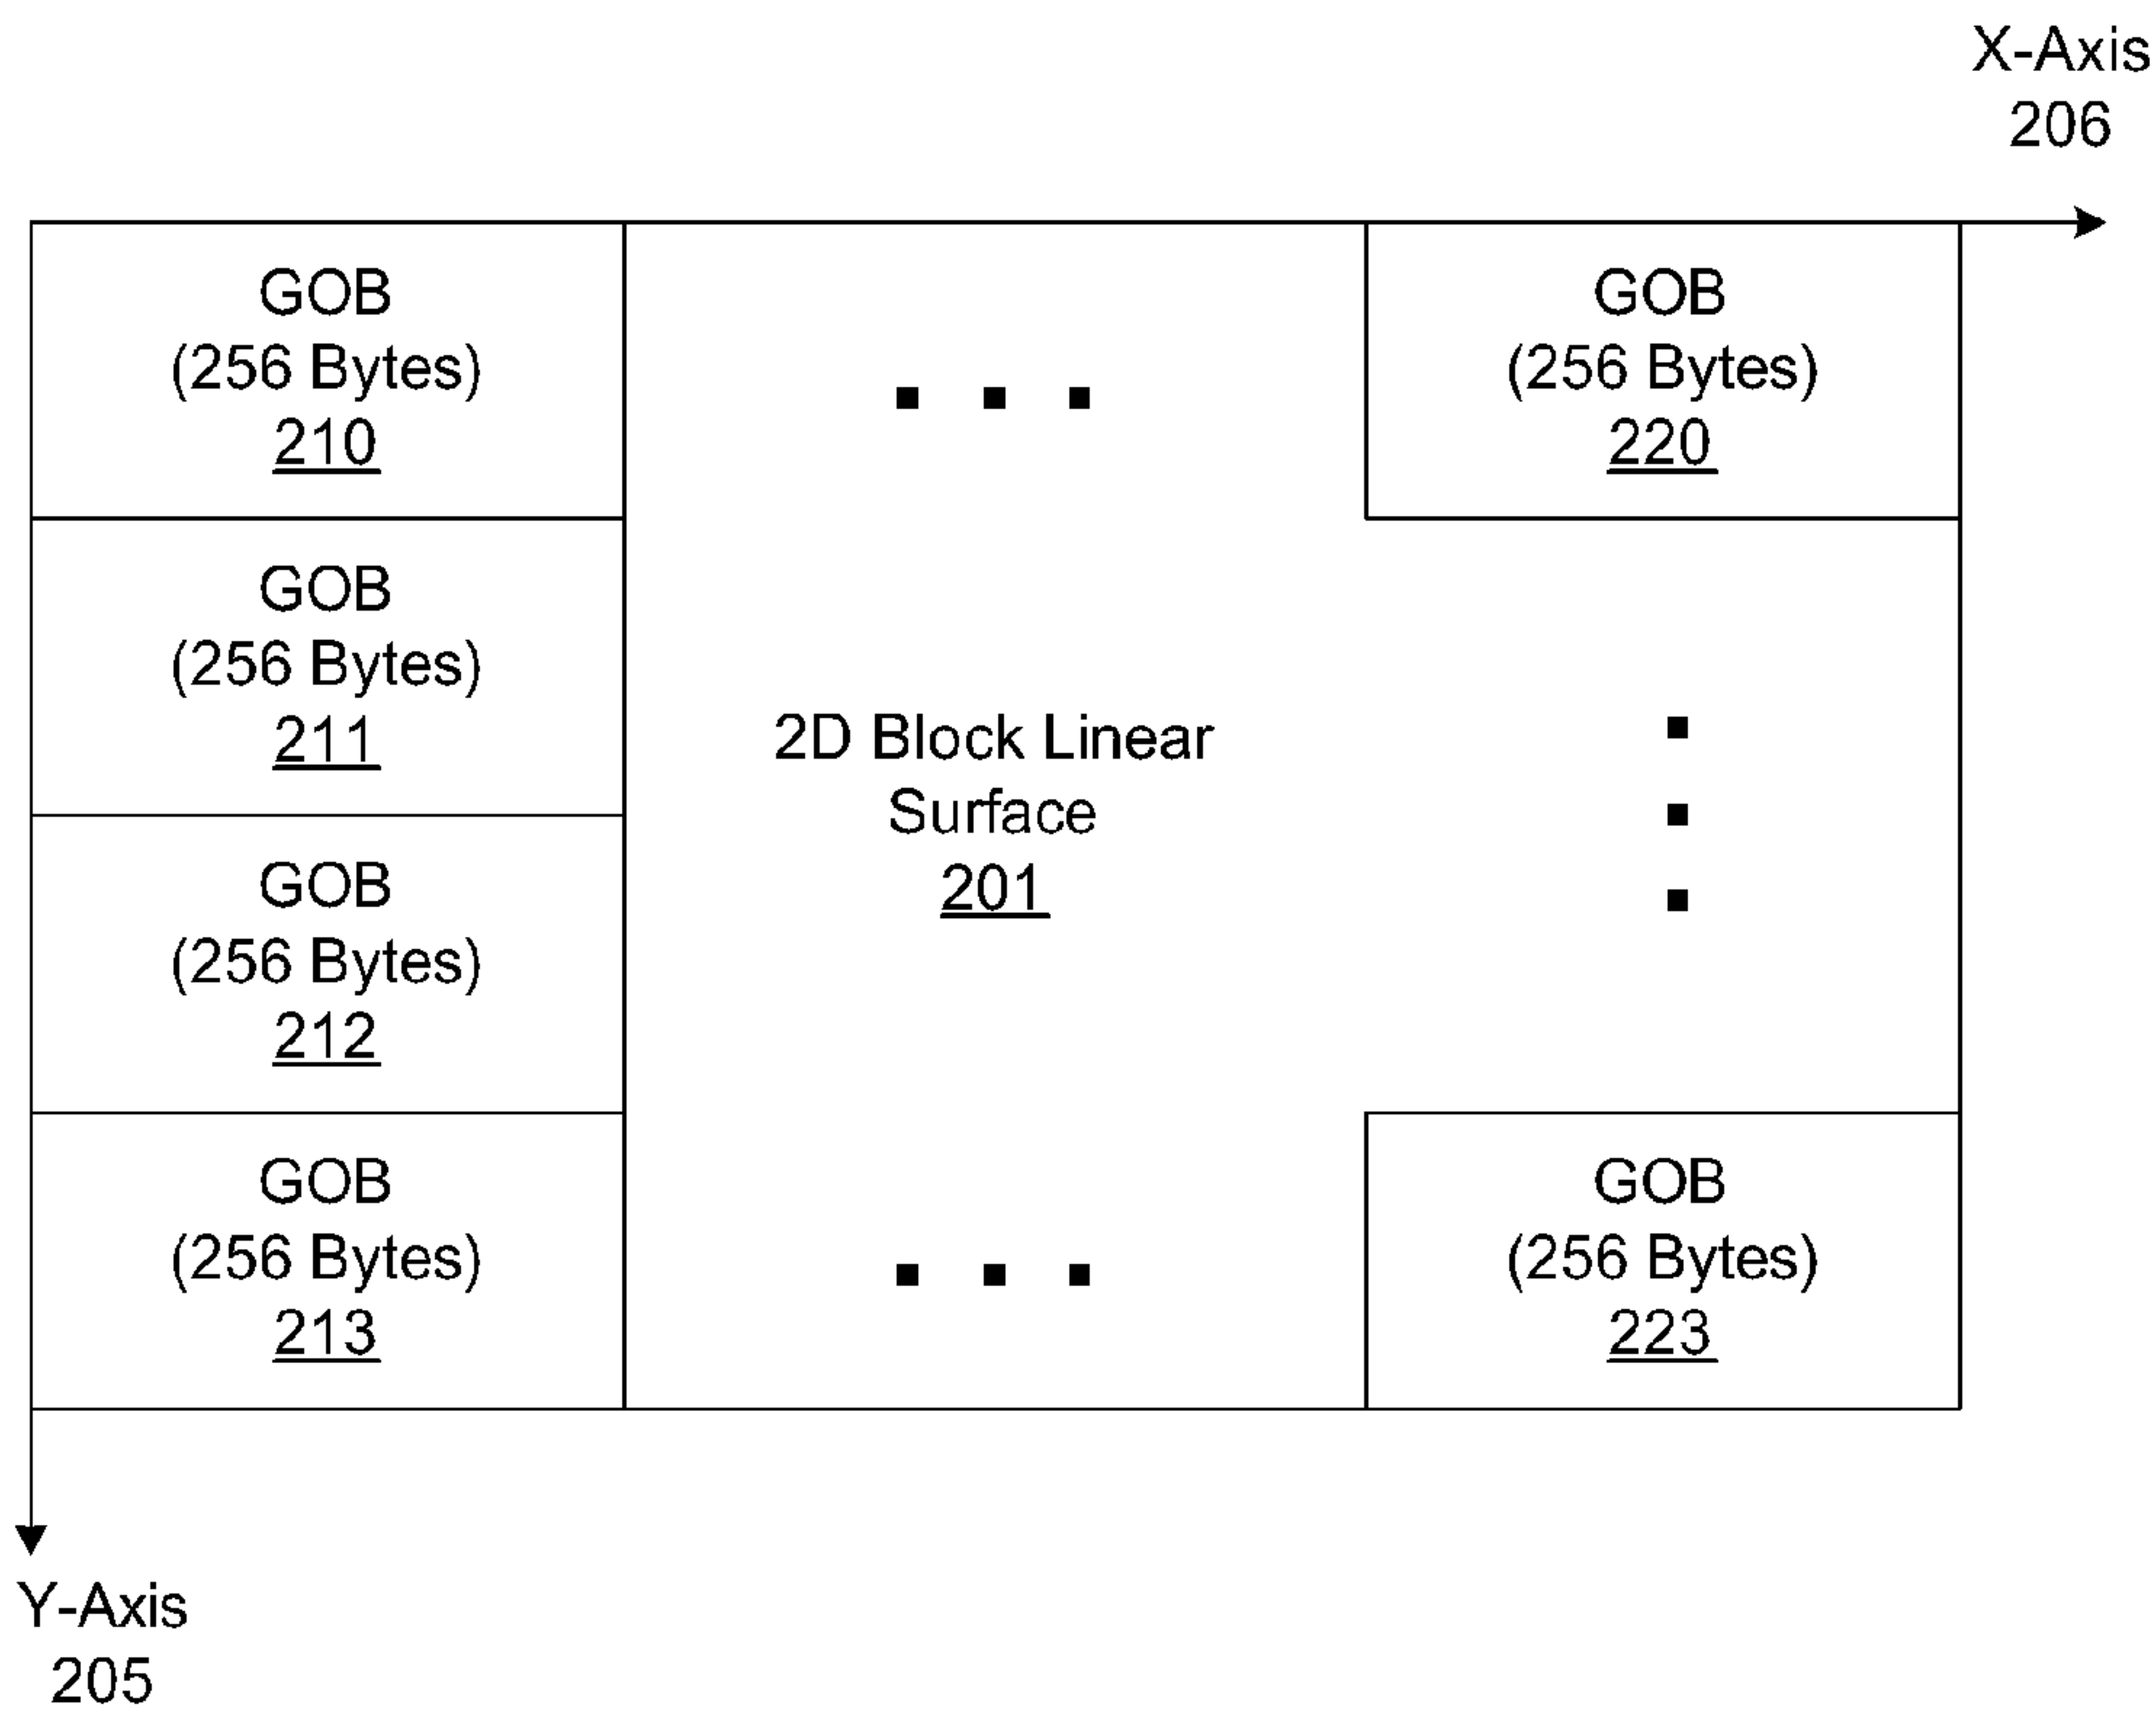 X-Axis
206
GOB
(256 Bytes)
210
GOB
(256 Bytes)
220
GOB
(256 Bytes)
211
2D Block Linear
Surface
201
GOB
(256 Bytes)
212
GOB
(256 Bytes)
213
GOB
(256 Bytes)
223
Y-Axis
205